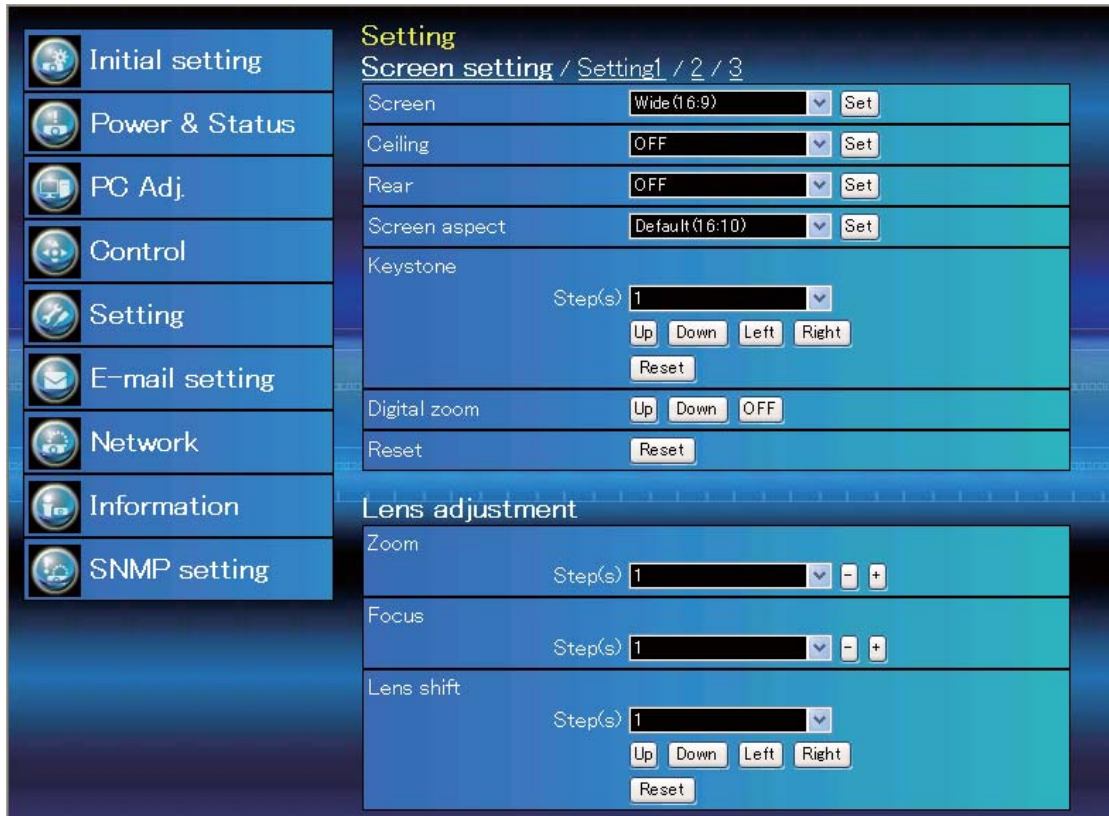 Initial setting
Power & Status
PC Adj.
Control
Setting
E-mail setting
Network
Information
SNMP setting
Setting
Screen setting / Setting1 / 2 / 3
Screen Wide(16:9) Set
Ceiling OFF Set
Rear OFF Set
Screen aspect Default(16:10) Set
Keystone
Step(s) 1
Up Down Left Right
Reset
Digital zoom Up Down OFF
Reset Reset
Lens adjustment
Zoom
Step(s) 1 - +
Focus
Step(s) 1 - +
Lens shift
Step(s) 1
Up Down Left Right
Reset